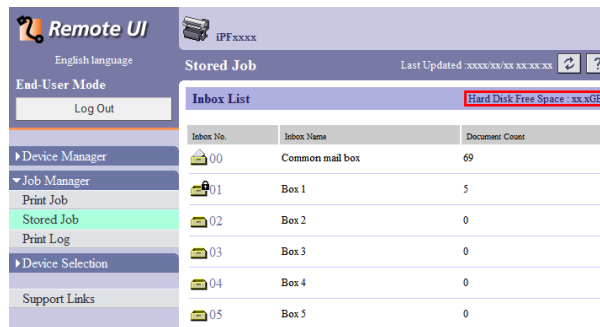 Remote UI
English language
End-User Mode
Log Out
Device Manager
Job Manager
Print Job
Stored Job
Print Log
Device Selection
Support Links
iPFxxxx
Stored Job
Last Updated :xxxx/xx/xx xx:xx:xx
?
Inbox List
Hard Disk Free Space : xx.xGB
Inbox No. Inbox Name Document Count
00 Common mail box 69
01 Box 1 5
02 Box 2 0
03 Box 3 0
04 Box 4 0
05 Box 5 0